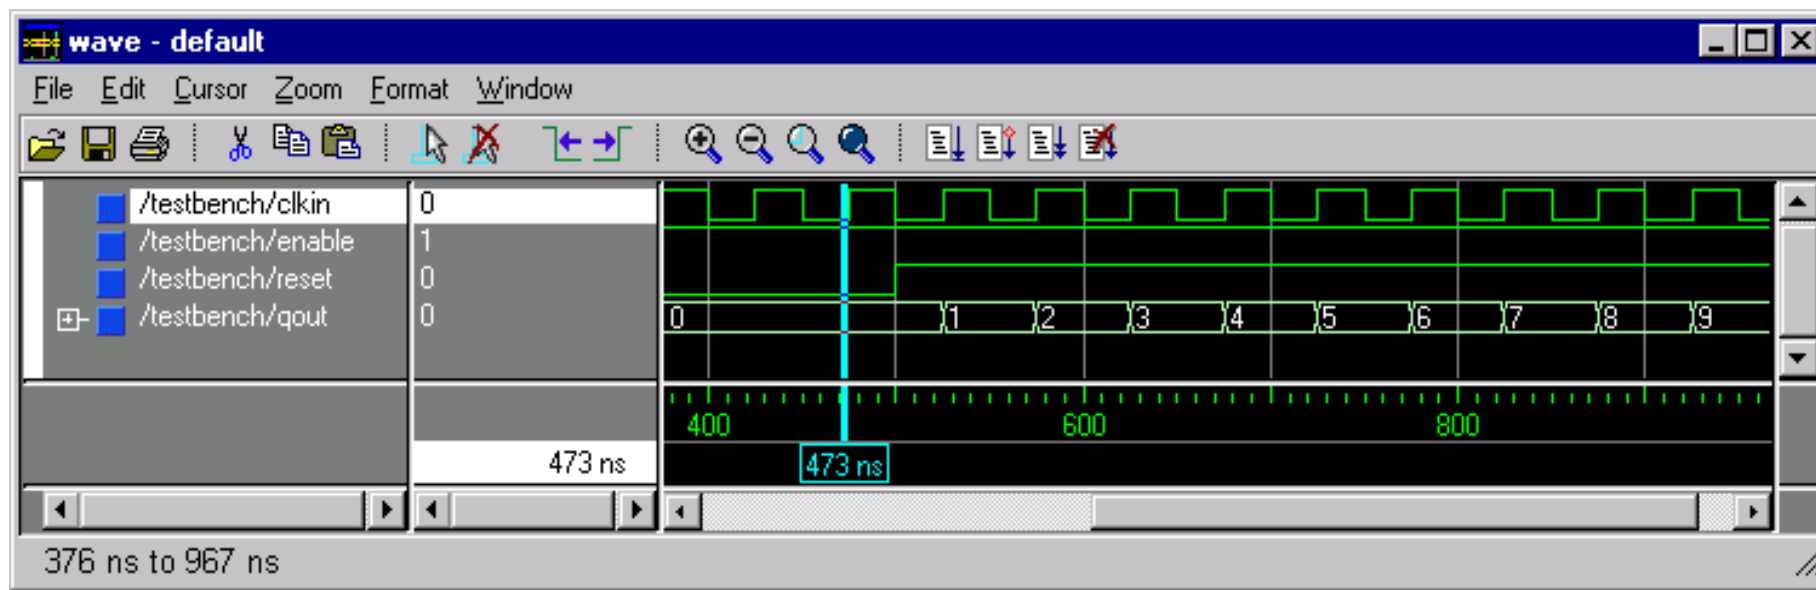 wave - default
File Edit Cursor Zoom Format Window
/testbench/clkin 0
/testbench/enable 1
/testbench/reset 0
/testbench/qout 0 0 1 2 3 4 5 6 7 8 9
400 600 800
473 ns 473 ns
376 ns to 967 ns